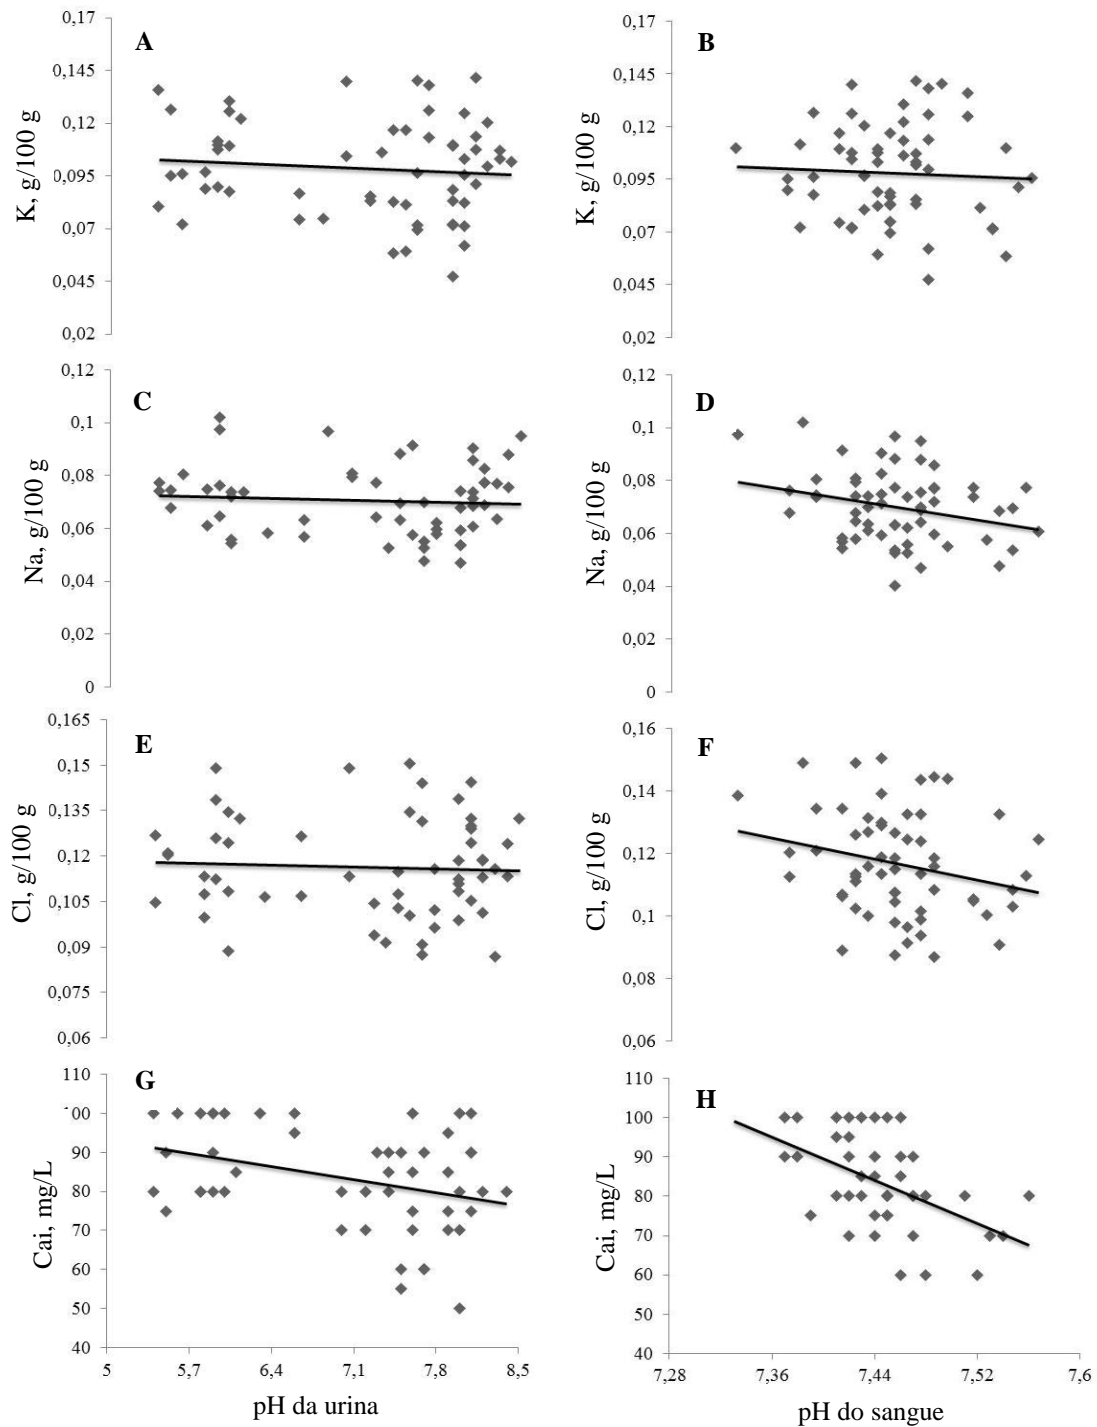 A
K, g/100 g
0,17
0,145
0,12
0,095
0,07
0,045
0,02
B
K, g/100 g
0,17
0,145
0,12
0,095
0,07
0,045
0,02
C
Na, g/100 g
0,12
0,1
0,08
0,06
0,04
0,02
0
D
Na, g/100 g
0,12
0,1
0,08
0,06
0,04
0,02
0
E
Cl, g/100 g
0,165
0,15
0,135
0,12
0,105
0,09
0,075
0,06
F
Cl, g/100 g
0,16
0,14
0,12
0,1
0,08
0,06
G
Cai, mg/L
110
100
90
80
70
60
50
40
5 5,7 6,4 7,1 7,8 8,5
pH da urina
H
Cai, mg/L
110
100
90
80
70
60
50
40
7,28 7,36 7,44 7,52 7,6
pH do sangue